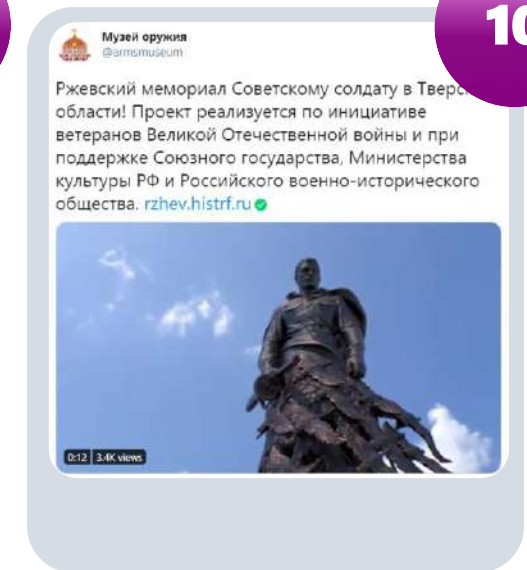 10
Музей оружия
@armsmuseum
Ржевский мемориал Советскому солдату в
области! Проект реализуется по инициативе
ветеранов Великой Отечественной войны и при
поддержке Союзного государства, Министерства
культуры РФ и Российского военно-исторического
общества. rzhev.histrf.ru
0:12 3.4K views